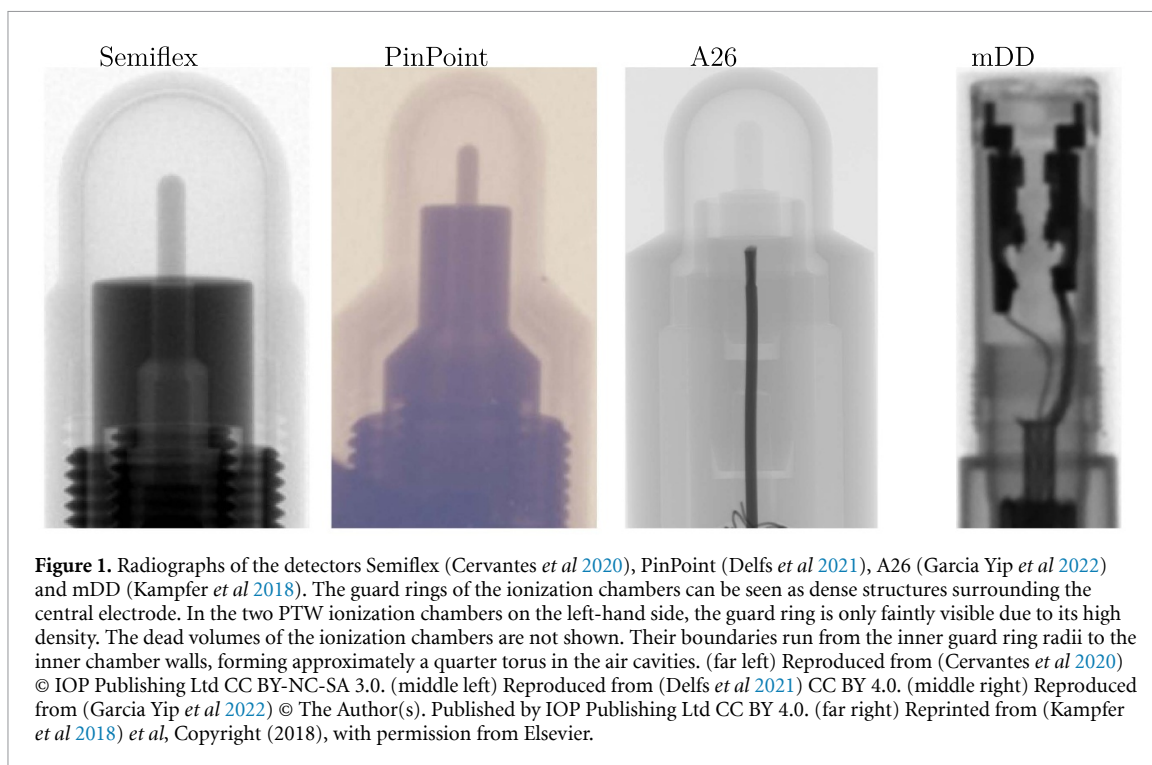 Semiflex PinPoint A26 mDD
Figure 1. Radiographs of the detectors Semiflex (Cervantes et al 2020), PinPoint (Delfs et al 2021), A26 (Garcia Yip et al 2022)
and mDD (Kampfer et al 2018). The guard rings of the ionization chambers can be seen as dense structures surrounding the
central electrode. In the two PTW ionization chambers on the left-hand side, the guard ring is only faintly visible due to its high
density. The dead volumes of the ionization chambers are not shown. Their boundaries run from the inner guard ring radii to the
inner chamber walls, forming approximately a quarter torus in the air cavities. (far left) Reproduced from (Cervantes et al 2020)
© IOP Publishing Ltd CC BY-NC-SA 3.0. (middle left) Reproduced from (Delfs et al 2021) CC BY 4.0. (middle right) Reproduced
from (Garcia Yip et al 2022) © The Author(s). Published by IOP Publishing Ltd CC BY 4.0. (far right) Reprinted from (Kampfer
et al 2018) et al, Copyright (2018), with permission from Elsevier.